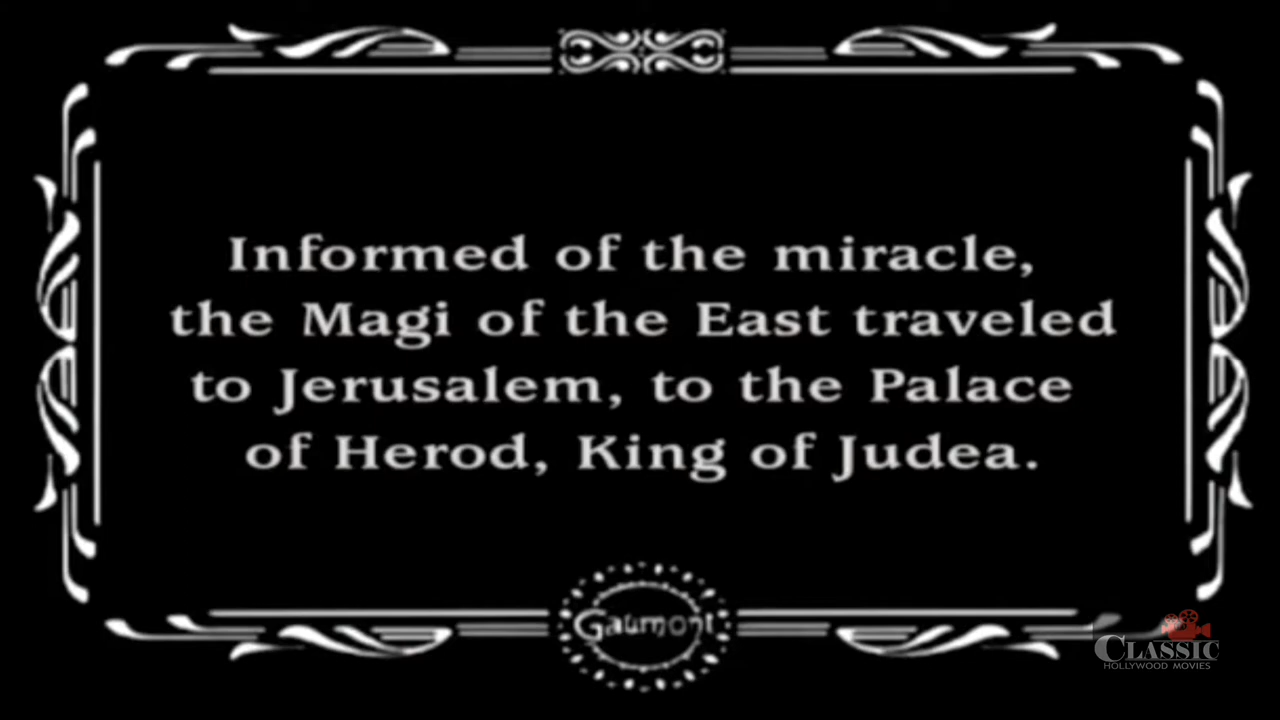 Informed of the miracle,
the Magi of the East traveled
to Jerusalem, to the Palace
of Herod, King of Judea.
Gaumont
CLASSIC
HOLLYWOOD MOVIES